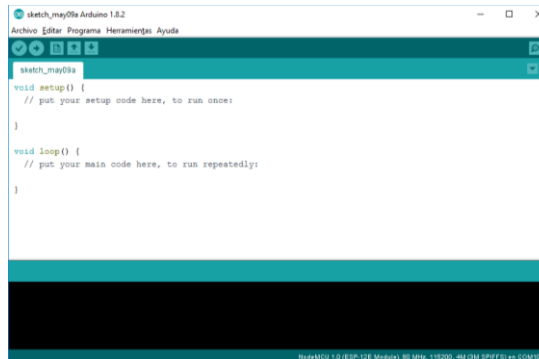 sketch_may09a Arduino 1.8.2
Archivo Editar Programa Herramientas Ayuda
sketch_may09a
void setup() {
// put your setup code here, to run once:
}
void loop() {
// put your main code here, to run repeatedly:
}
NodeMCU 1.0 (ESP-12E Module), 80 MHz, 115200, 4M (3M SPIFFS) en COM10